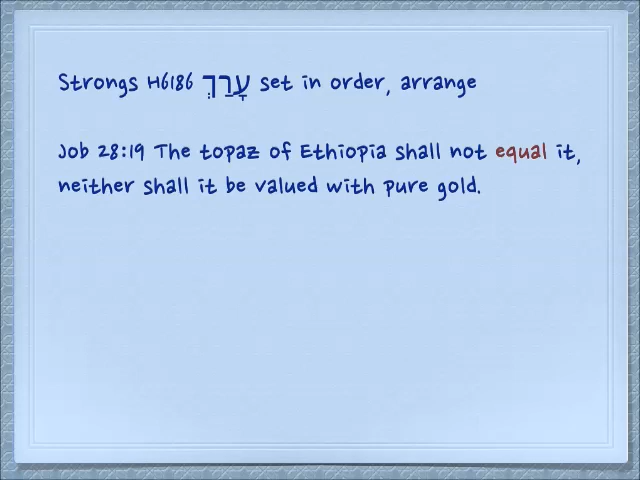 Strongs H6186 עָרַךְ set in order, arrange
Job 28:19 The topaz of Ethiopia shall not equal it,
neither shall it be valued with pure gold.